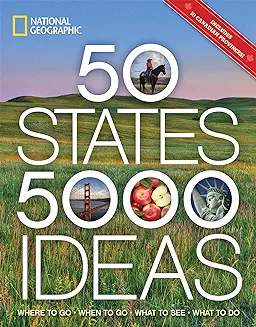 NATIONAL
GEOGRAPHIC
INCLUDES
10 CANADIAN PROVINCES!
50
STATES
5000
IDEAS
WHERE TO GO • WHEN TO GO • WHAT TO SEE • WHAT TO DO